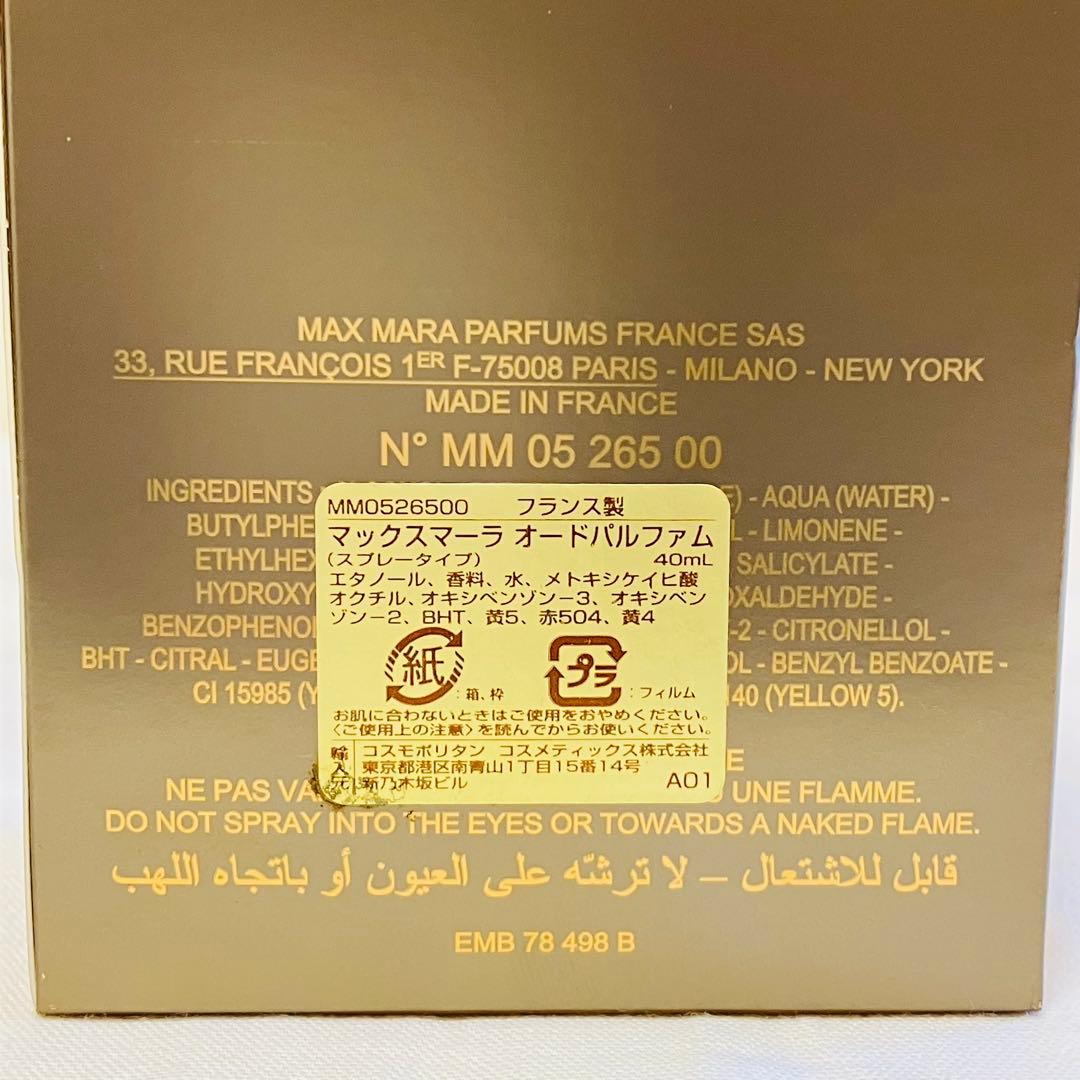 MAX MARA PARFUMS FRANCE SAS
33, RUE FRANÇOIS 1ER F-75008 PARIS - MILANO - NEW YORK
MADE IN FRANCE
N° MM 05 265 00
INGREDIENTS - AQUA (WATER) -
- LIMONENE -
SALICYLATE -
-2 - CITRONELLOL -
BHT - CITRAL - - BENZYL BENZOATE -
CI 15985 (YELLOW 5).
MM0526500 フランス製
マックスマーラ オードパルファム
(スプレータイプ) 40mL
エタノール、香料、水、メトキシケイヒ酸
オクチル、オキシベンゾン-3、オキシベン
ゾン-2、BHT、黄5、赤504、黄4
紙 :箱、枠 プラ :フィルム
お肌に合わないときはご使用をおやめください。
〈ご使用上の注意〉を読んでからお使いください。
輸入元 コスモポリタン コスメティックス株式会社
東京都港区南青山1丁目15番14号
新乃木坂ビル A01
NE PAS UNE FLAMME.
DO NOT SPRAY INTO THE EYES OR TOWARDS A NAKED FLAME.
قابل للاشتعال – لا ترشّه على العيون أو باتجاه اللهب
EMB 78 498 B